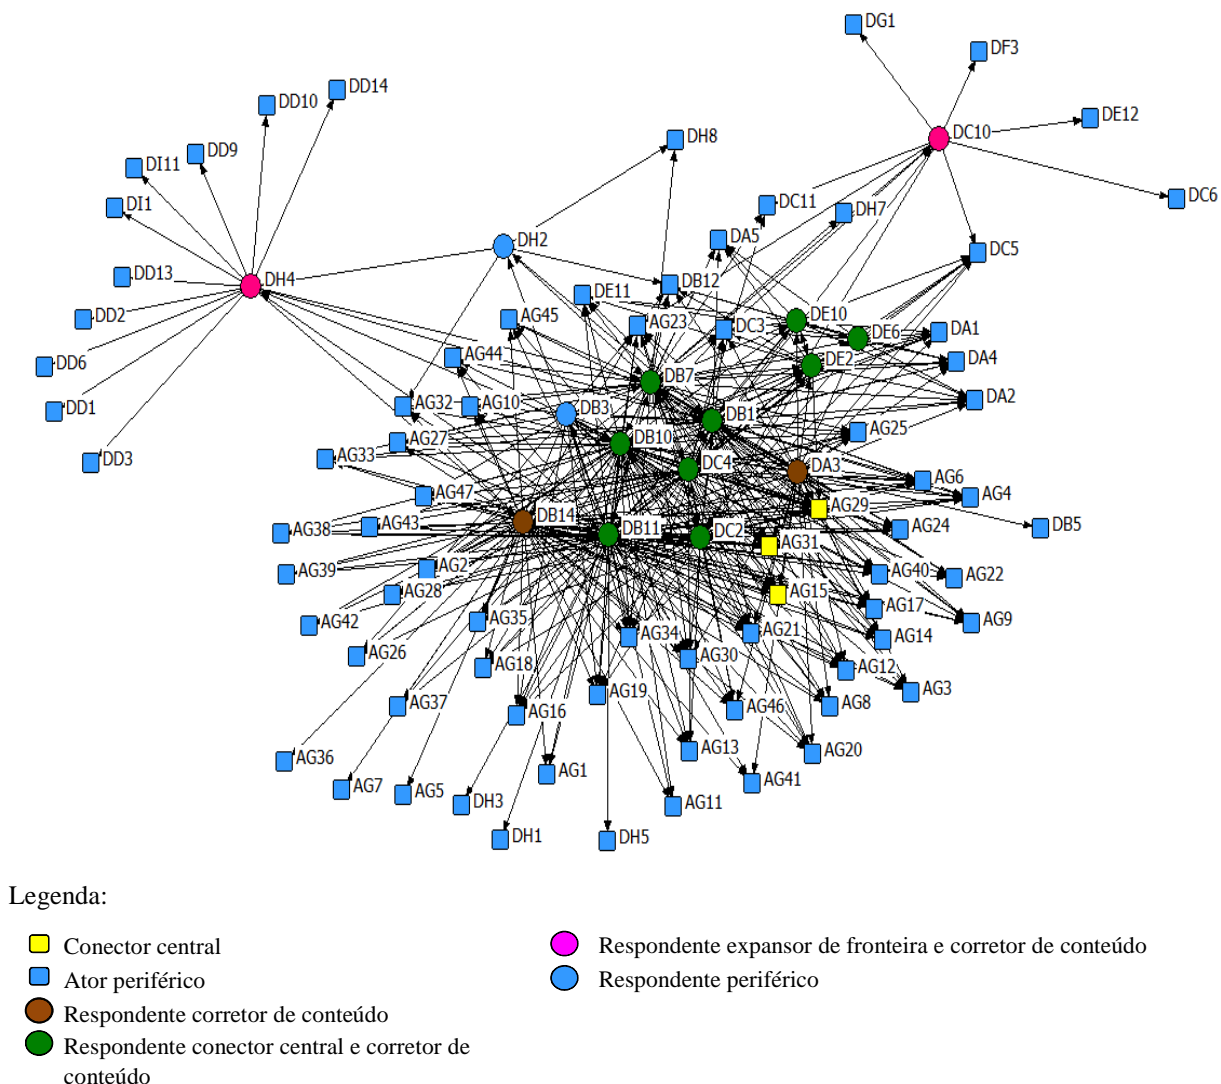 DG1
DF3
DD14
DD10
DE12
DH8
DC10
DD9
DI11
DC6
DC11
DI1
DH7
DH2
DA5
DC5
DD13
DH4
DB12
DE11
DD2
AG45
AG23
DC3
DE10
DE6
DA1
AG44
DE2
DA4
DD6
DB7
DD1
AG32
AG10
DB3
DB1
DA2
AG27
DB10
AG25
DD3
AG33
DC4
DA3
AG6
AG47
AG4
AG29
AG38
AG43
DB14
DB11
DC2
AG24
DB5
AG31
AG39
AG2
AG40
AG22
AG28
AG15
AG17
AG42
AG35
AG34
AG21
AG14
AG9
AG26
AG18
AG30
AG12
AG3
AG37
AG16
AG19
AG46
AG8
AG36
AG13
AG20
AG7
AG5
AG1
AG41
DH3
AG11
DH1
DH5
Legenda:
Conector central
Respondente expansor de fronteira e corretor de conteúdo
Ator periférico
Respondente periférico
Respondente corretor de conteúdo
Respondente conector central e corretor de
conteúdo